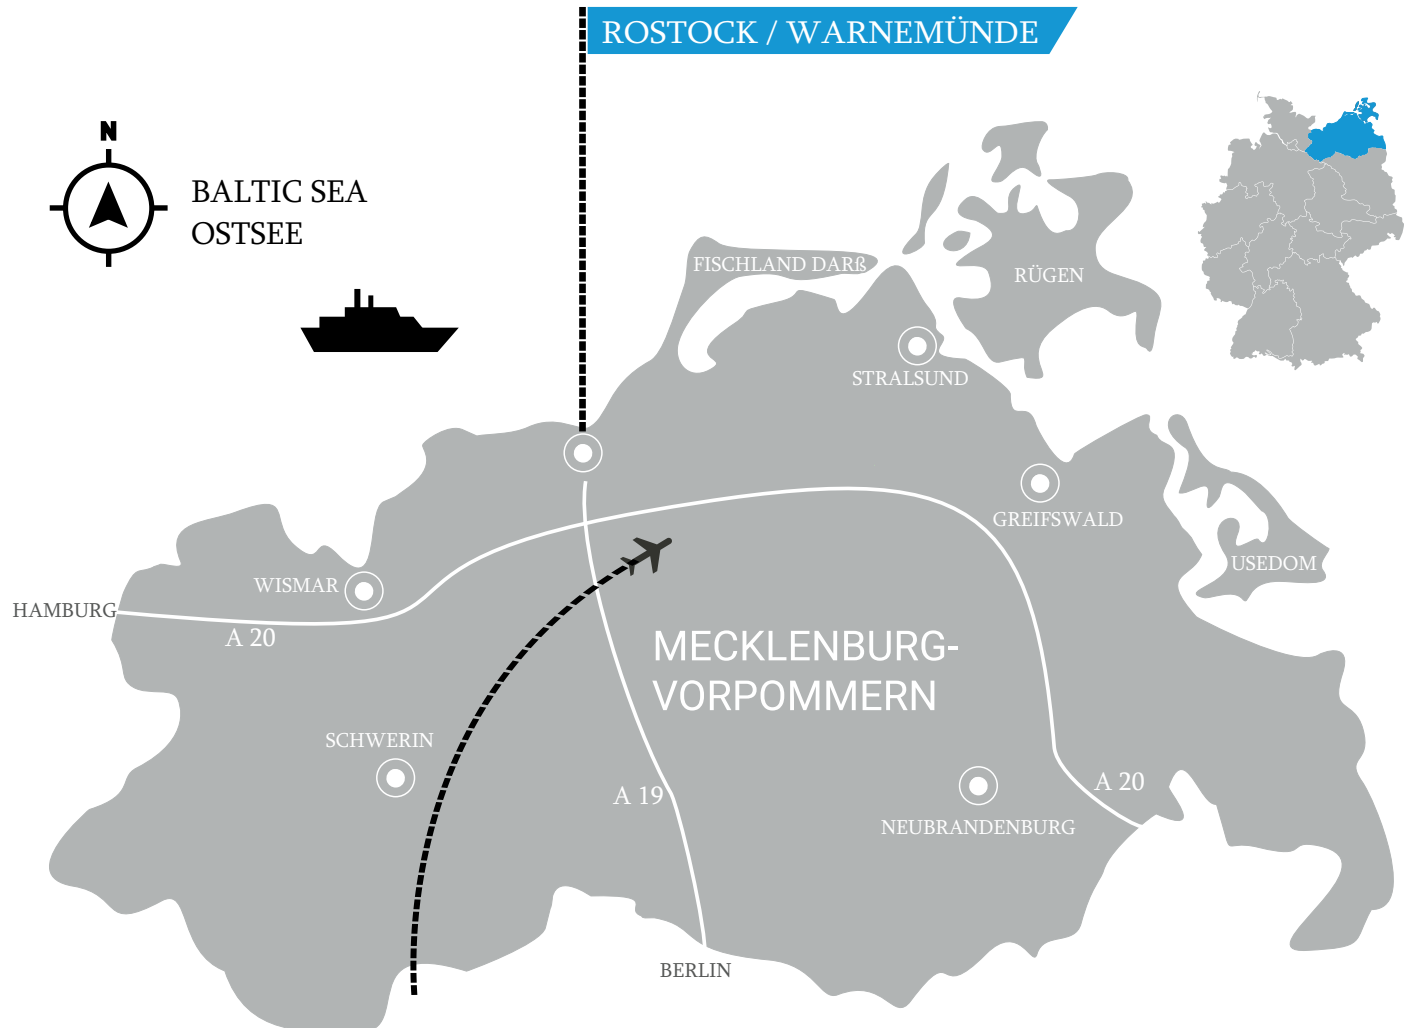 ROSTOCK / WARNEMÜNDE
N
BALTIC SEA
OSTSEE
FISCHLAND DARß
RÜGEN
STRALSUND
GREIFSWALD
USEDOM
WISMAR
HAMBURG
A 20
MECKLENBURG-
VORPOMMERN
SCHWERIN
A 19
A 20
NEUBRANDENBURG
BERLIN